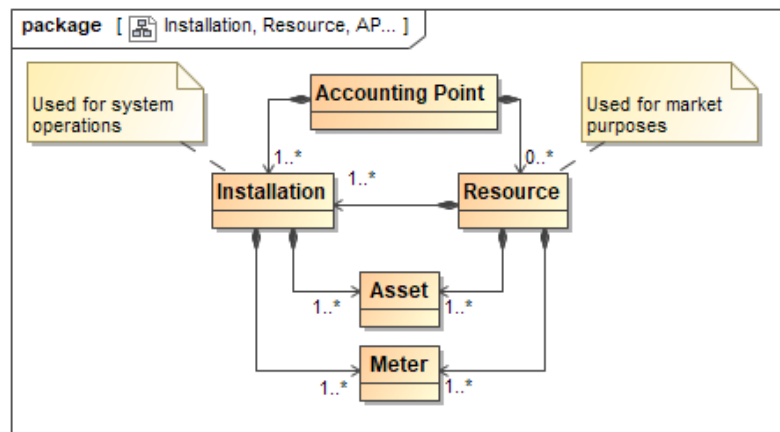 package [ Installation, Resource, AP... ]
Used for system
operations
Accounting Point
Used for market
purposes
1..*
0..*
Installation
1..*
Resource
Asset
1..*
1..*
Meter
1..*
1..*